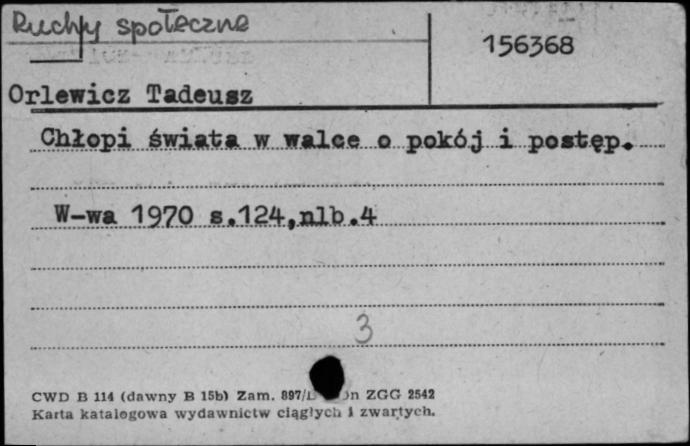 Ruchy społeczne
156368
Orlewicz Tadeusz
Chłopi świata w walce o pokój i postęp.
W-wa 1970 s.124,nlb.4
3
CWD B 114 (dawny B 15b) Zam. 897/ ZGG 2542
Karta katalogowa wydawnictw ciągłych i zwartych.